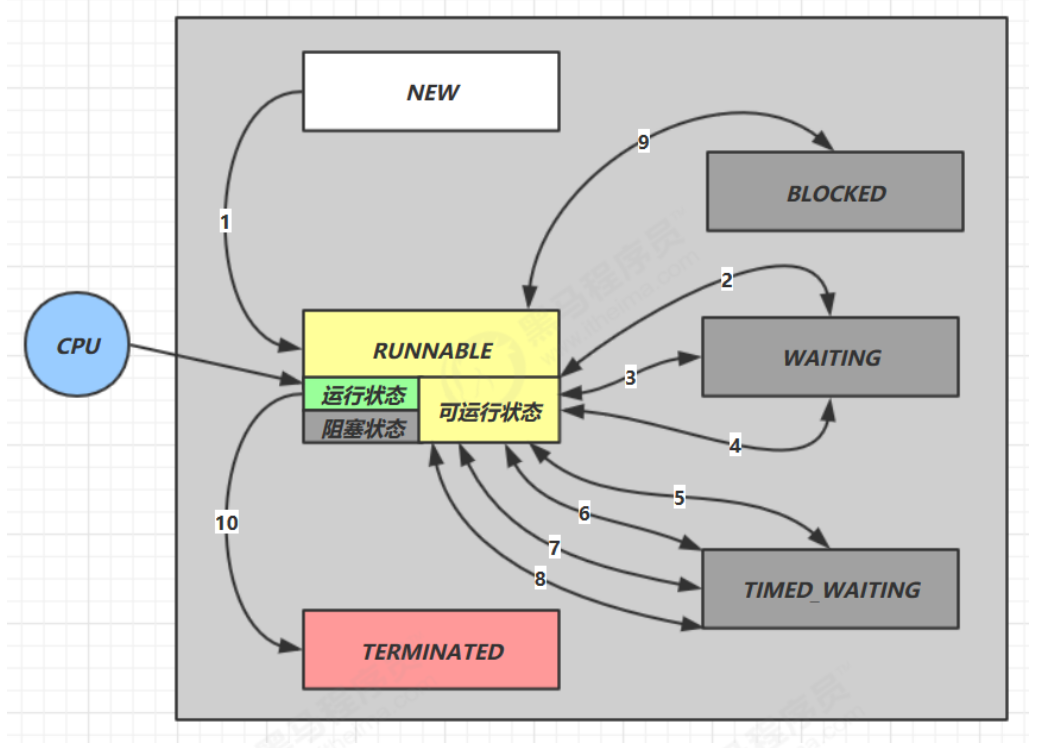 NEW
9
BLOCKED
1
2
CPU
RUNNABLE
WAITING
3
运行状态
可运行状态
阻塞状态
4
5
6
10
7
8
TIMED_WAITING
TERMINATED
黑马程序员
www.itheima.com